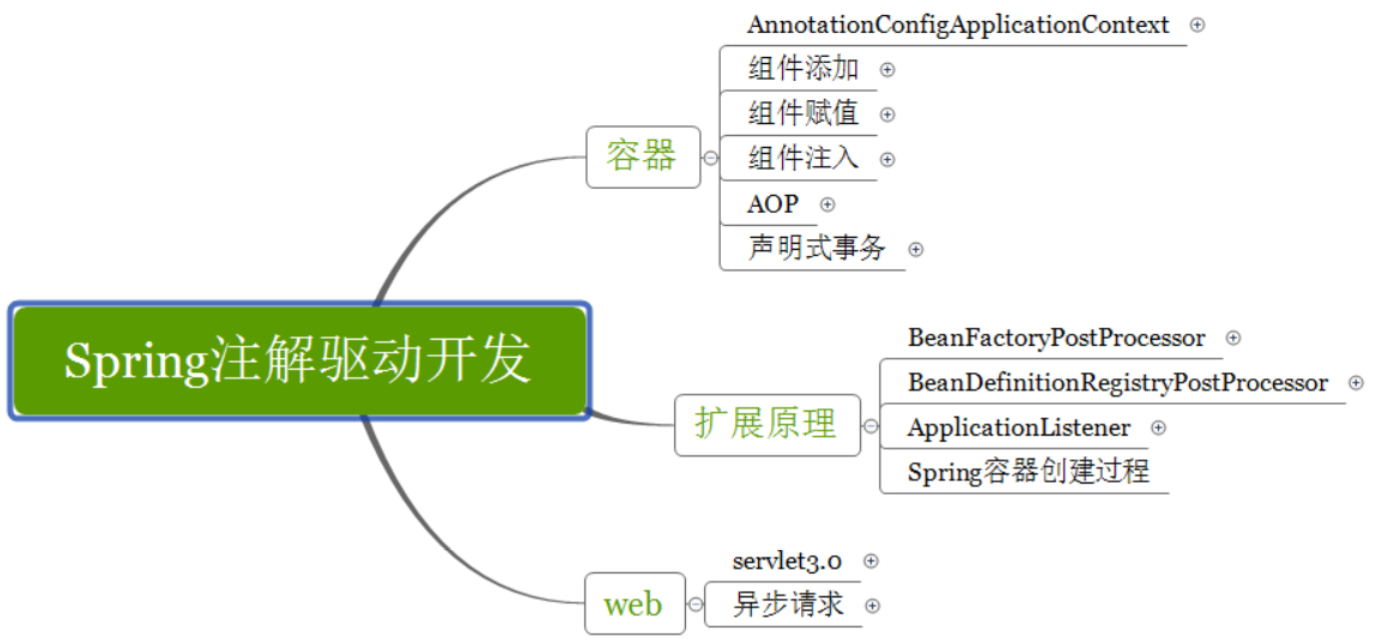 Spring注解驱动开发
容器
AnnotationConfigApplicationContext
组件添加
组件赋值
组件注入
AOP
声明式事务
扩展原理
BeanFactoryPostProcessor
BeanDefinitionRegistryPostProcessor
ApplicationListener
Spring容器创建过程
web
servlet3.0
异步请求